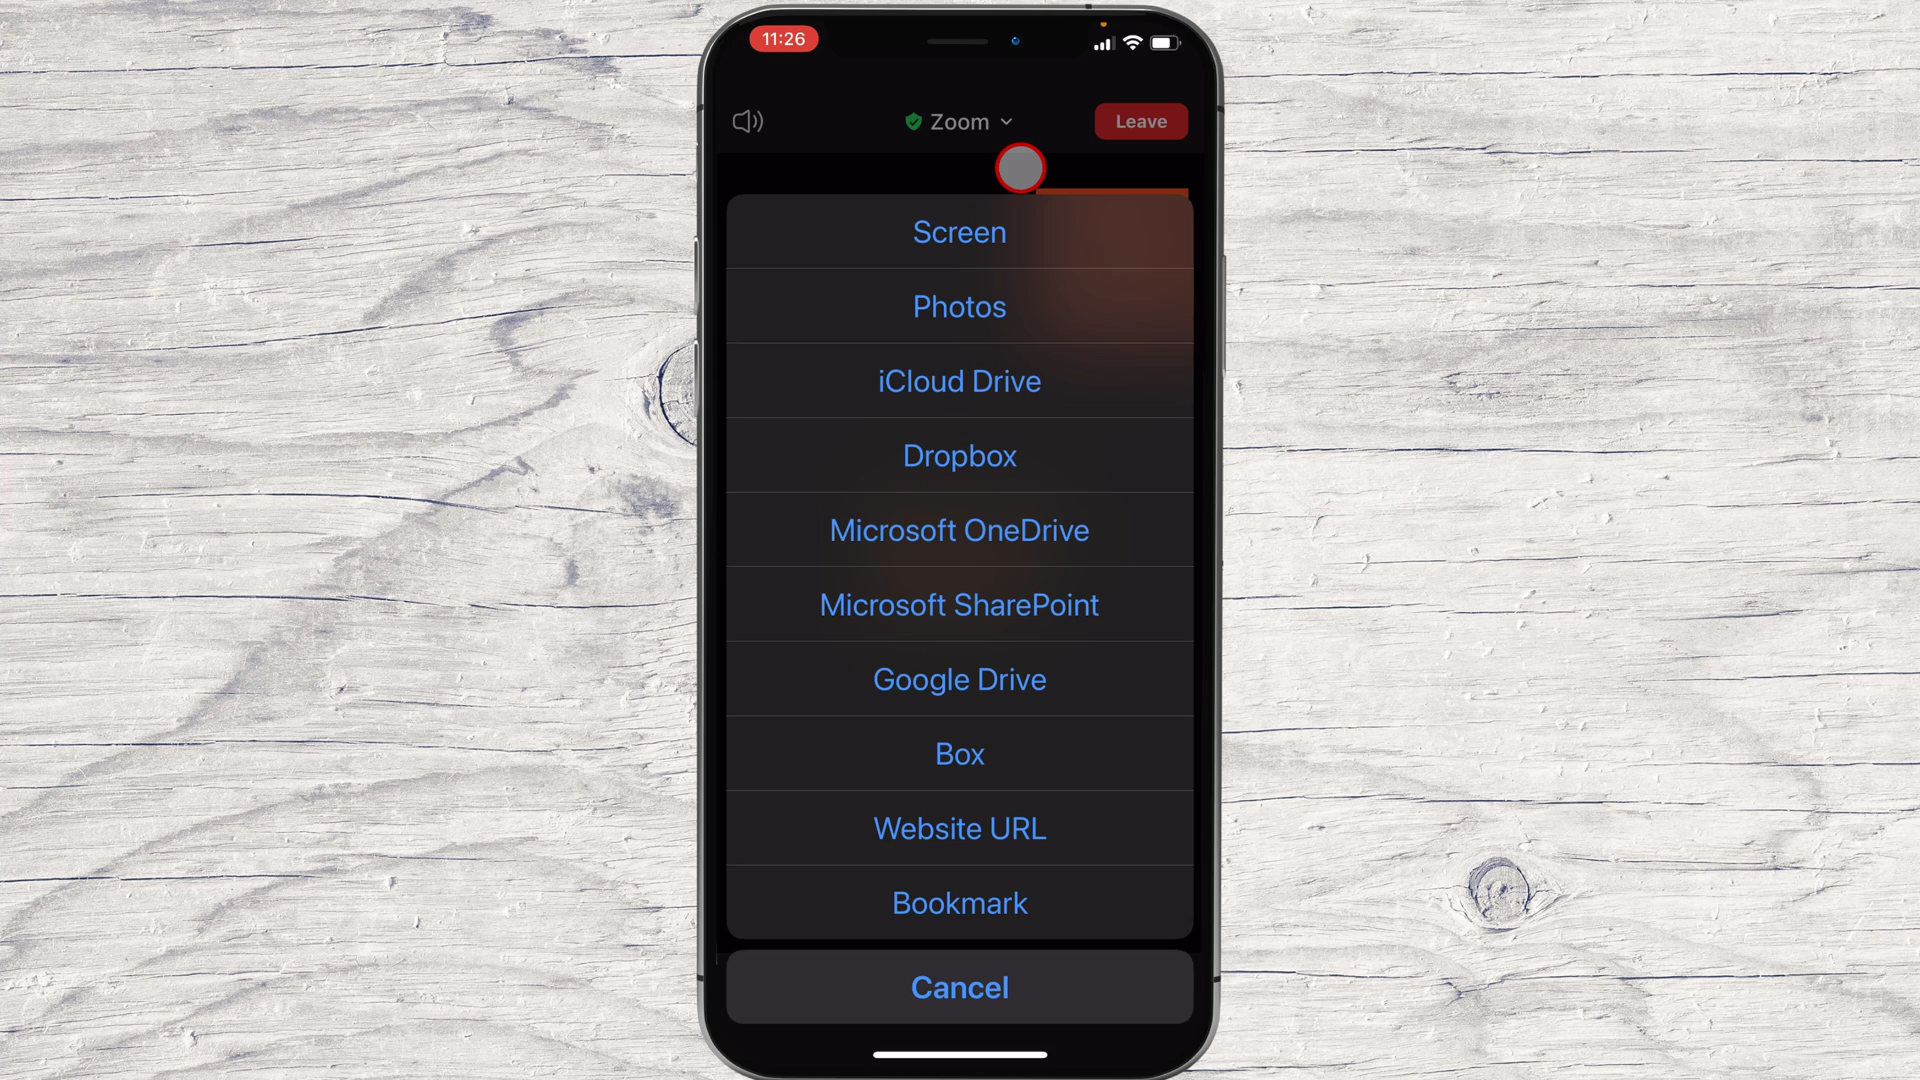 11:26
Zoom
Leave
Screen
Photos
iCloud Drive
Dropbox
Microsoft OneDrive
Microsoft SharePoint
Google Drive
Box
Website URL
Bookmark
Cancel